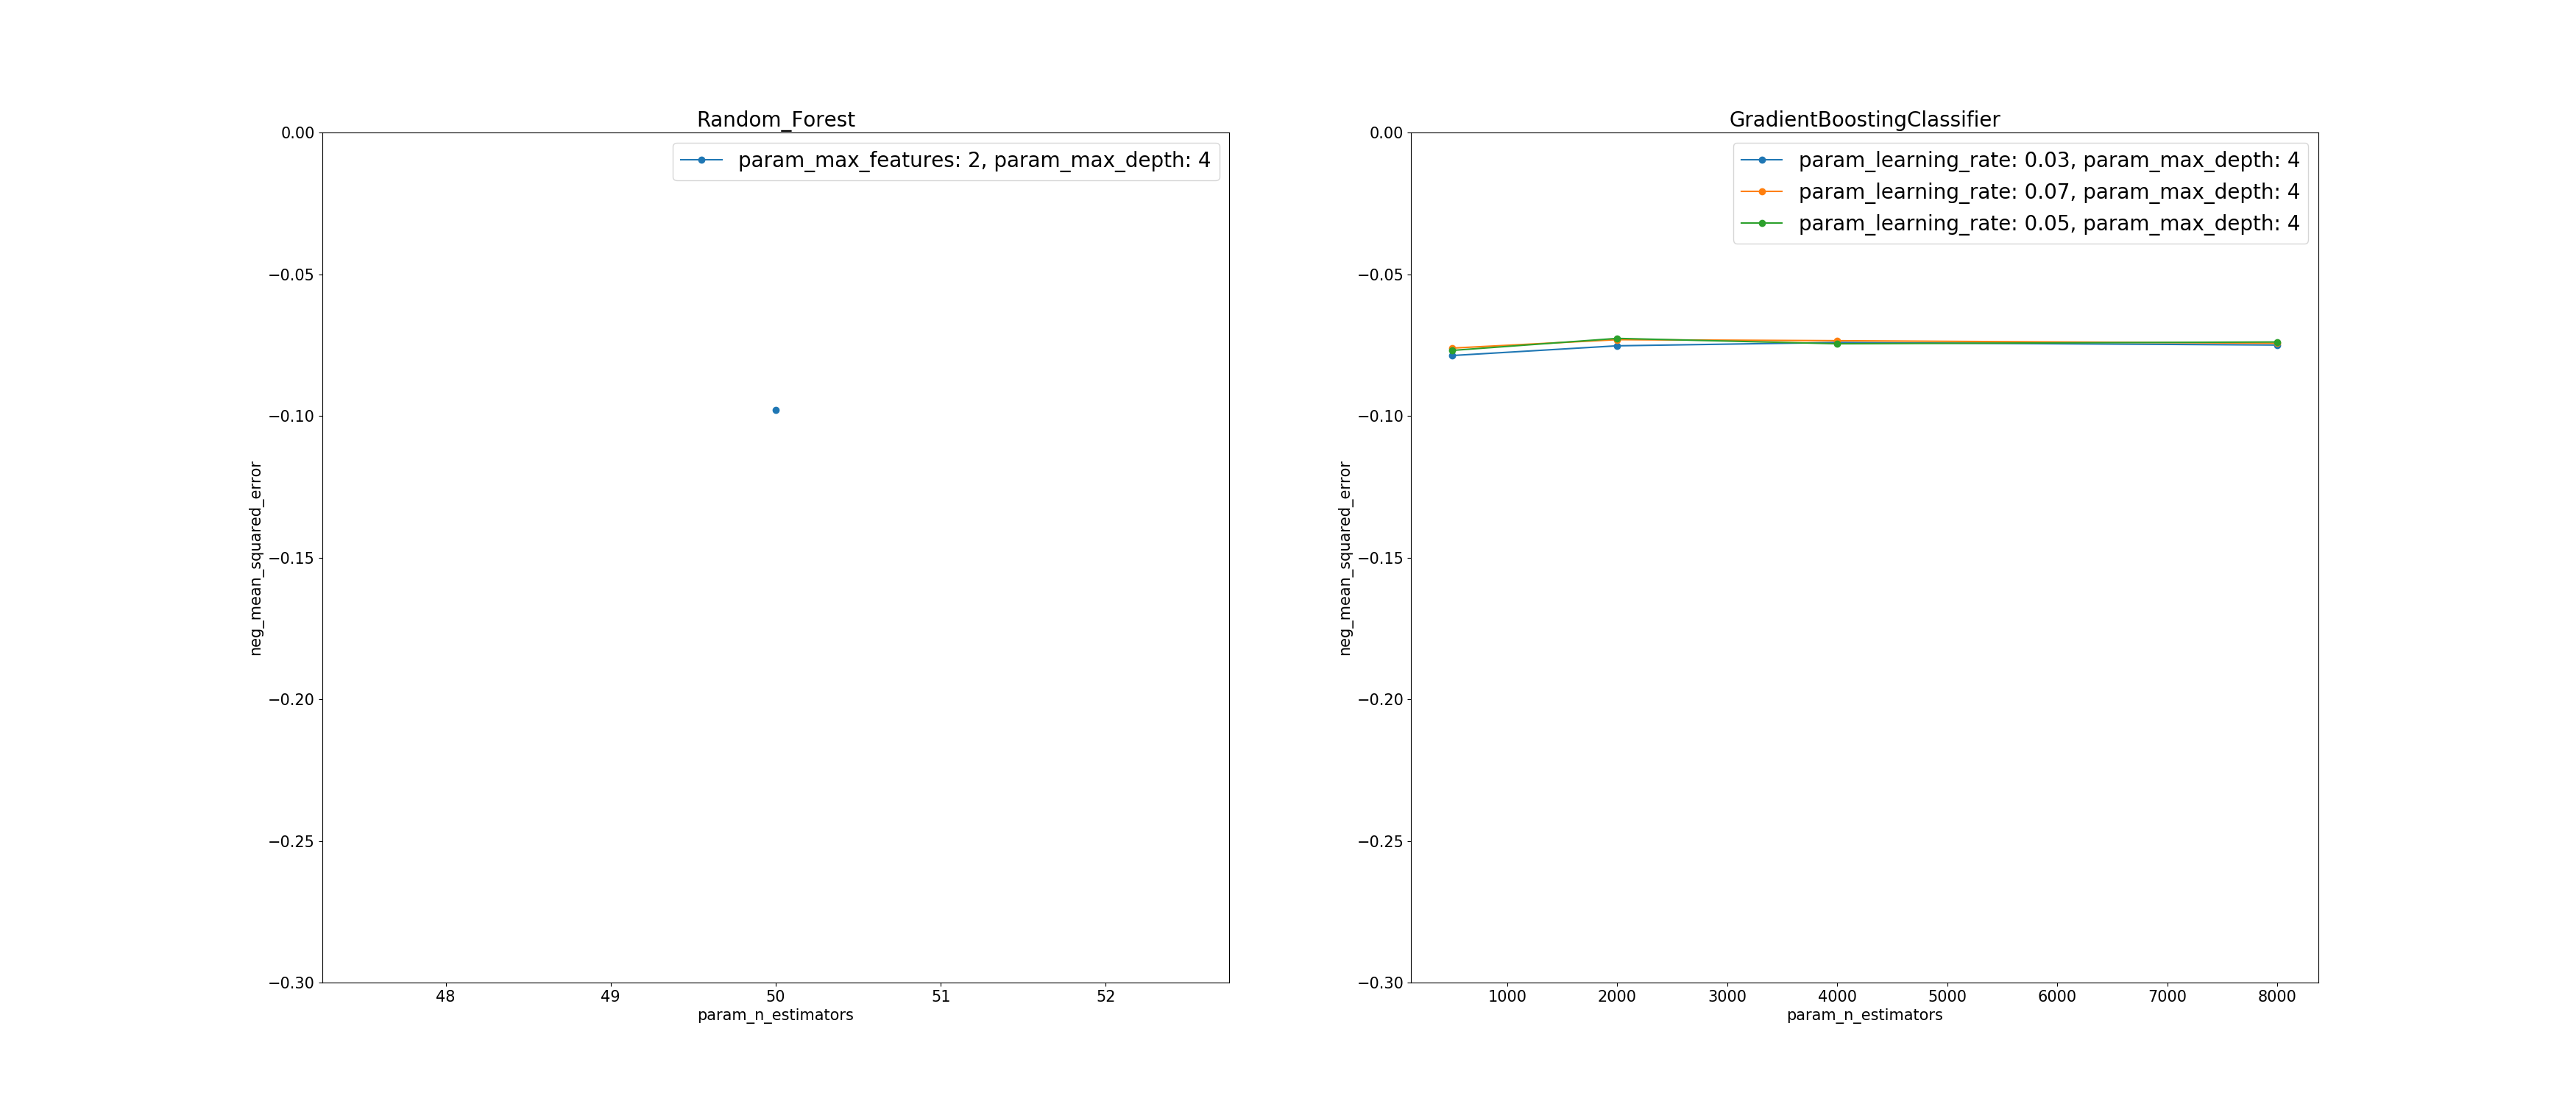 Random_Forest
param_max_features: 2, param_max_depth: 4
0.00
−0.05
−0.10
−0.15
−0.20
−0.25
−0.30
neg_mean_squared_error
48 49 50 51 52
param_n_estimators
GradientBoostingClassifier
param_learning_rate: 0.03, param_max_depth: 4
param_learning_rate: 0.07, param_max_depth: 4
param_learning_rate: 0.05, param_max_depth: 4
0.00
−0.05
−0.10
−0.15
−0.20
−0.25
−0.30
neg_mean_squared_error
1000 2000 3000 4000 5000 6000 7000 8000
param_n_estimators